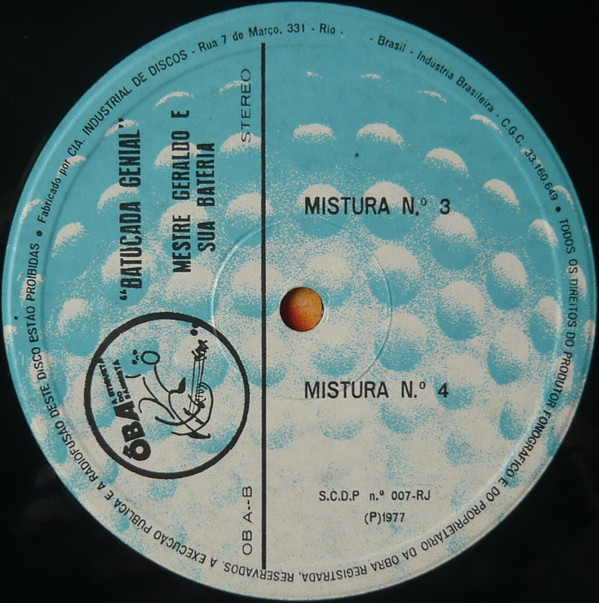 Fabricado por CIA. INDUSTRIAL DE DISCOS - Rua 7 de Março, 331 - Rio - - Brasil - Industria Brasileira - C.G.C. 33.160.649 • TODOS OS DIREITOS DO PRODUTOR FONOGRÁFICO E DO PROPRIETÁRIO DA OBRA REGISTRADA, RESERVADOS. A EXECUÇÃO PÚBLICA E A RADIOFUSÃO DESTE DISCO ESTÃO PROIBIDAS •
"BATUCADA GENIAL"
MESTRE GERALDO E
SUA BATERIA
STEREO
ÔBA
OB A--B
MISTURA N.º 3
MISTURA N.º 4
S.C.D.P n.º 007-RJ
(P)1977